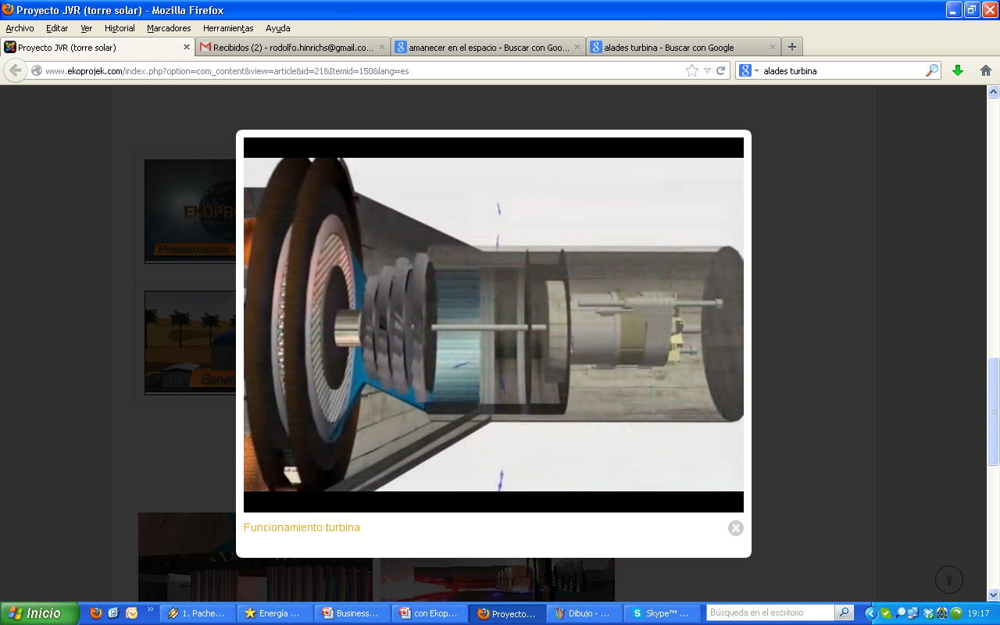 Proyecto JVR (torre solar) - Mozilla Firefox
Archivo Editar Ver Historial Marcadores Herramientas Ayuda
Proyecto JVR (torre solar)
Recibidos (2) - rodolfo.hinrichs@gmail.co...
amanecer en el espacio - Buscar con Goo...
alades turbina - Buscar con Google
www.ekoprojek.com/index.php?option=com_content&view=article&id=21&Itemid=150&lang=es
alades turbina
EKOPRO
Presentación
Gener
Funcionamiento turbina
Inicio
1. Pache...
Energía ...
Business...
con Ekop...
Proyecto...
Dibujo - ...
Skype™ ...
Búsqueda en el escritorio
19:17